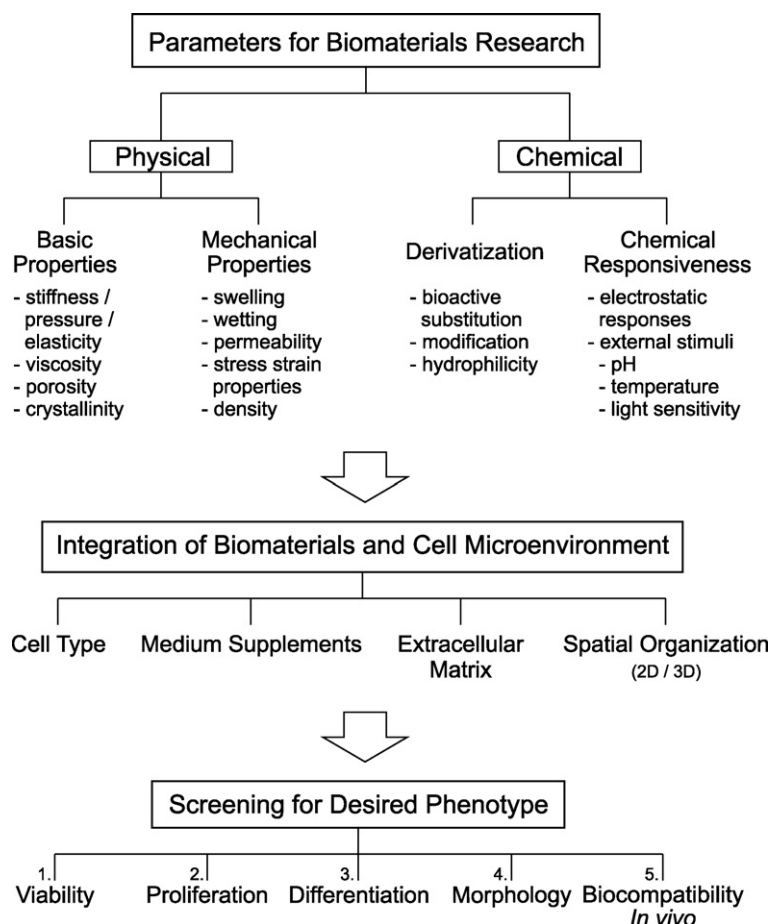 Parameters for Biomaterials Research
Physical
Chemical
Basic
Properties
- stiffness /
pressure /
elasticity
- viscosity
- porosity
- crystallinity
Mechanical
Properties
- swelling
- wetting
- permeability
- stress strain
properties
- density
Derivatization
- bioactive
substitution
- modification
- hydrophilicity
Chemical
Responsiveness
- electrostatic
responses
- external stimuli
- pH
- temperature
- light sensitivity
Integration of Biomaterials and Cell Microenvironment
Cell Type
Medium Supplements
Extracellular
Matrix
Spatial Organization
(2D / 3D)
Screening for Desired Phenotype
1.
Viability
2.
Proliferation
3.
Differentiation
4.
Morphology
5.
Biocompatibility
In vivo